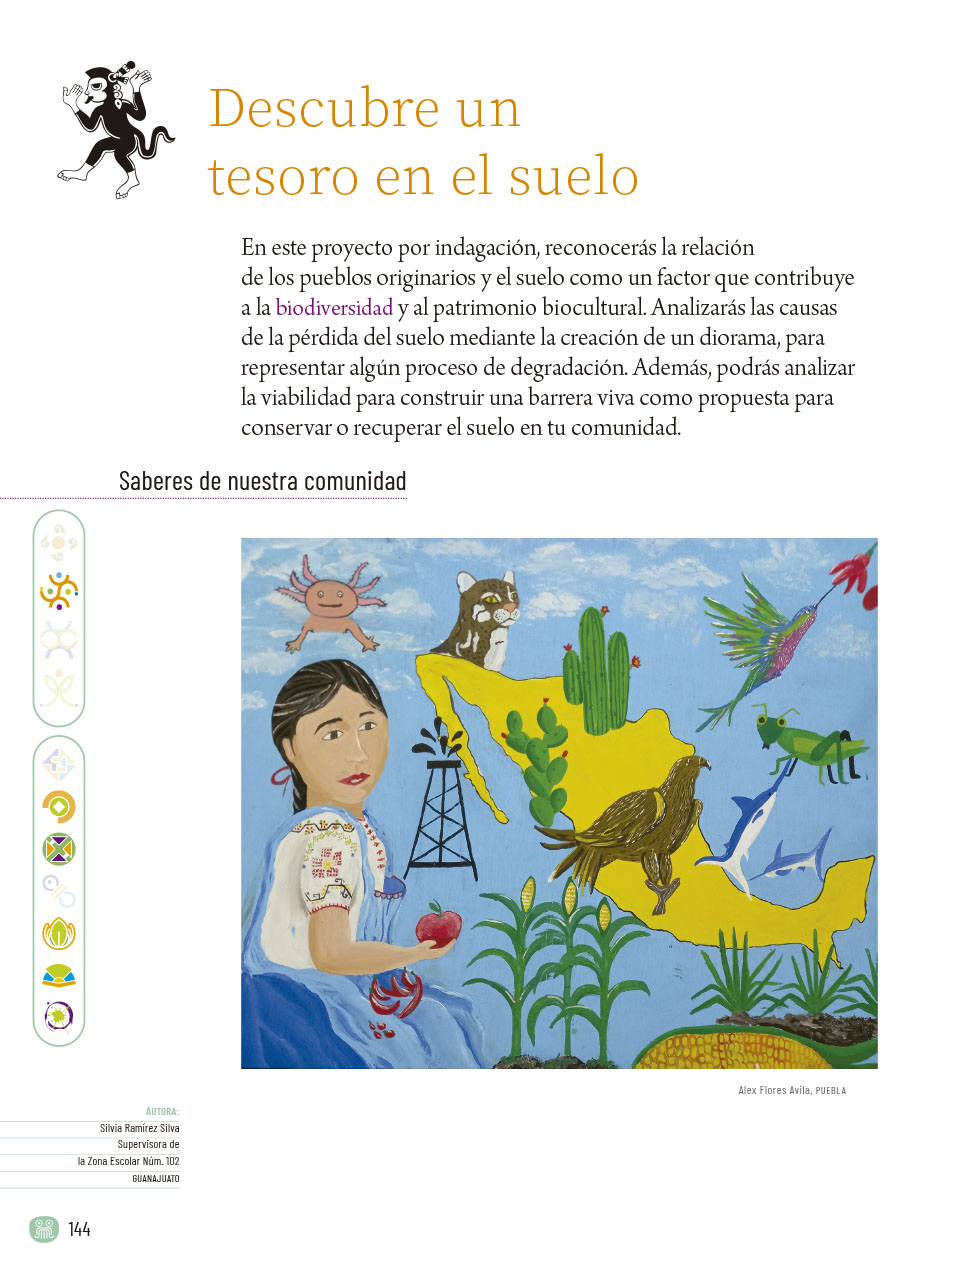 Descubre un
tesoro en el suelo
En este proyecto por indagación, reconocerás la relación
de los pueblos originarios y el suelo como un factor que contribuye
a la biodiversidad y al patrimonio biocultural. Analizarás las causas
de la pérdida del suelo mediante la creación de un diorama, para
representar algún proceso de degradación. Además, podrás analizar
la viabilidad para construir una barrera viva como propuesta para
conservar o recuperar el suelo en tu comunidad.
Saberes de nuestra comunidad
Alex Flores Avila, PUEBLA
AUTORA:
Silvia Ramírez Silva
Supervisora de
la Zona Escolar Núm. 102
GUANAJUATO
144